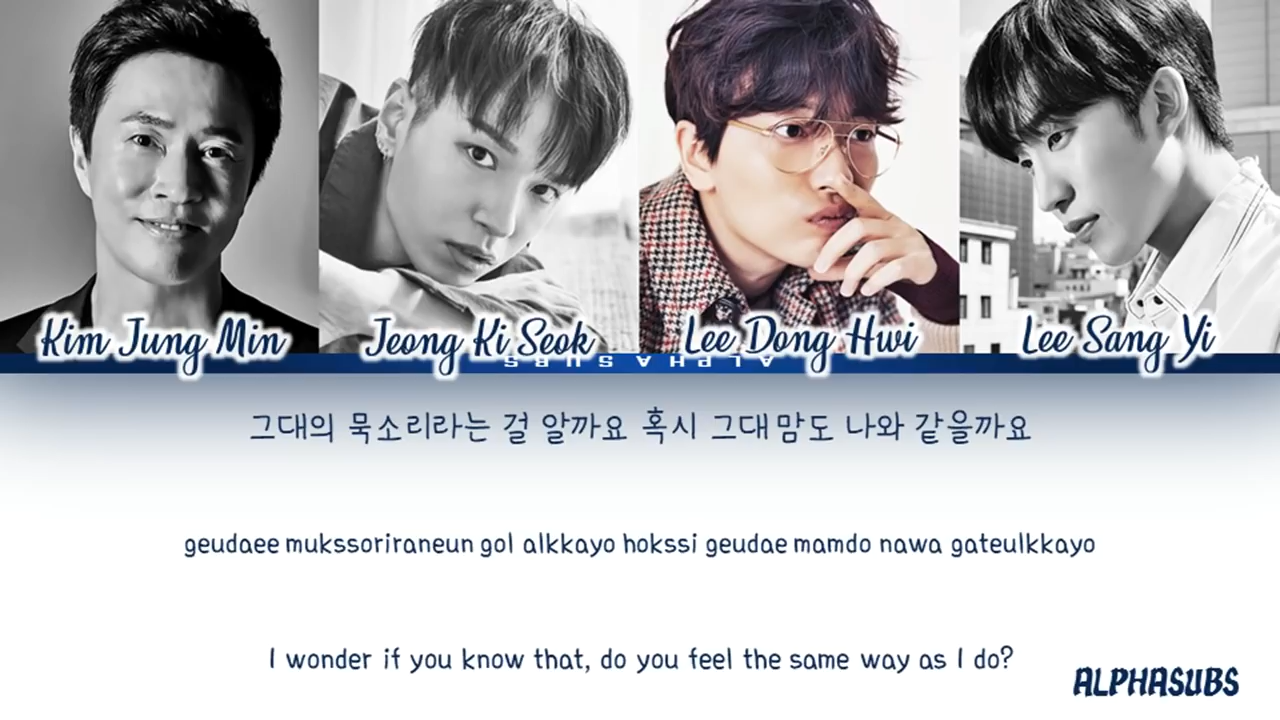 Kim Jung Min
Jeong Ki Seok
Lee Dong Hwi
Lee Sang Yi
ALPHA SUBS
그대의 묵소리라는 걸 알까요 혹시 그대 맘도 나와 같을까요
geudaee mukssoriraneun gol alkkayo hokssi geudae mamdo nawa gateulkkayo
I wonder if you know that, do you feel the same way as I do?
ALPHASUBS